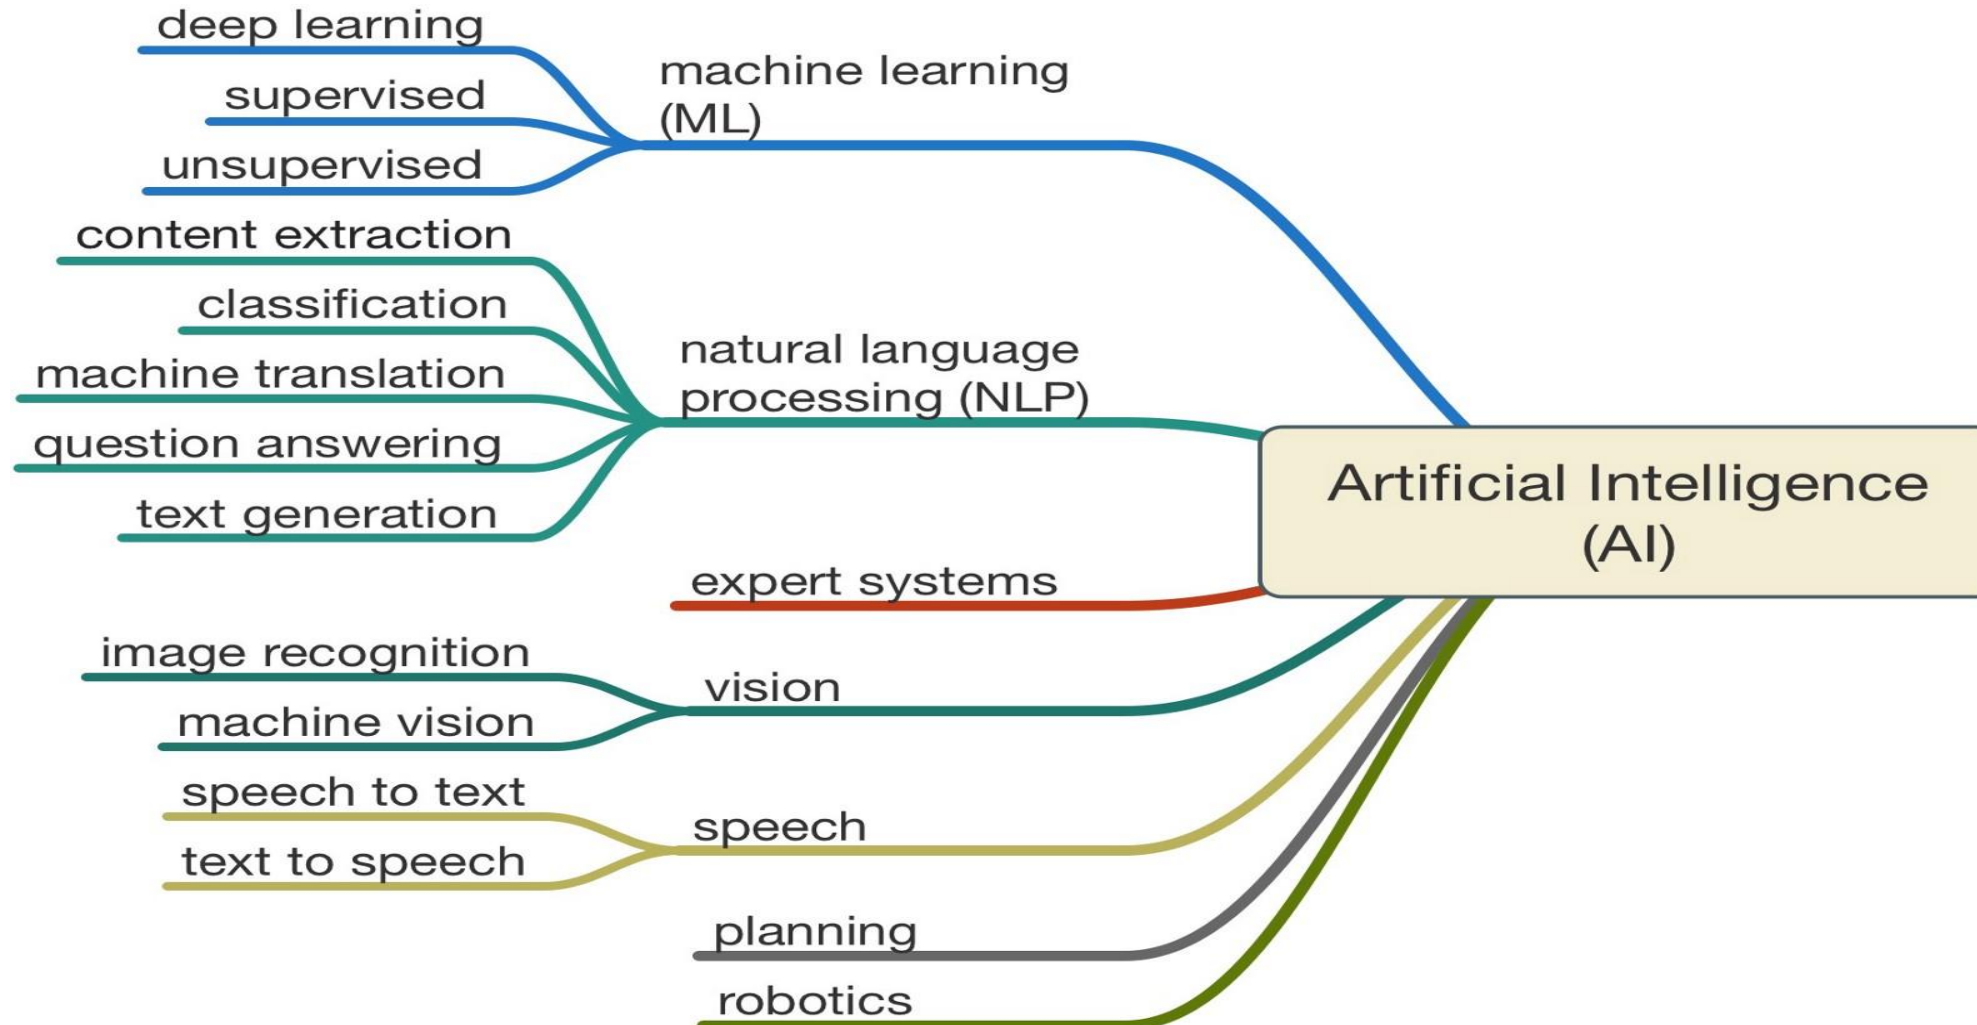 deep learning
supervised
unsupervised
machine learning
(ML)
content extraction
classification
machine translation
question answering
text generation
natural language
processing (NLP)
expert systems
image recognition
machine vision
vision
speech to text
text to speech
speech
planning
robotics
Artificial Intelligence
(AI)